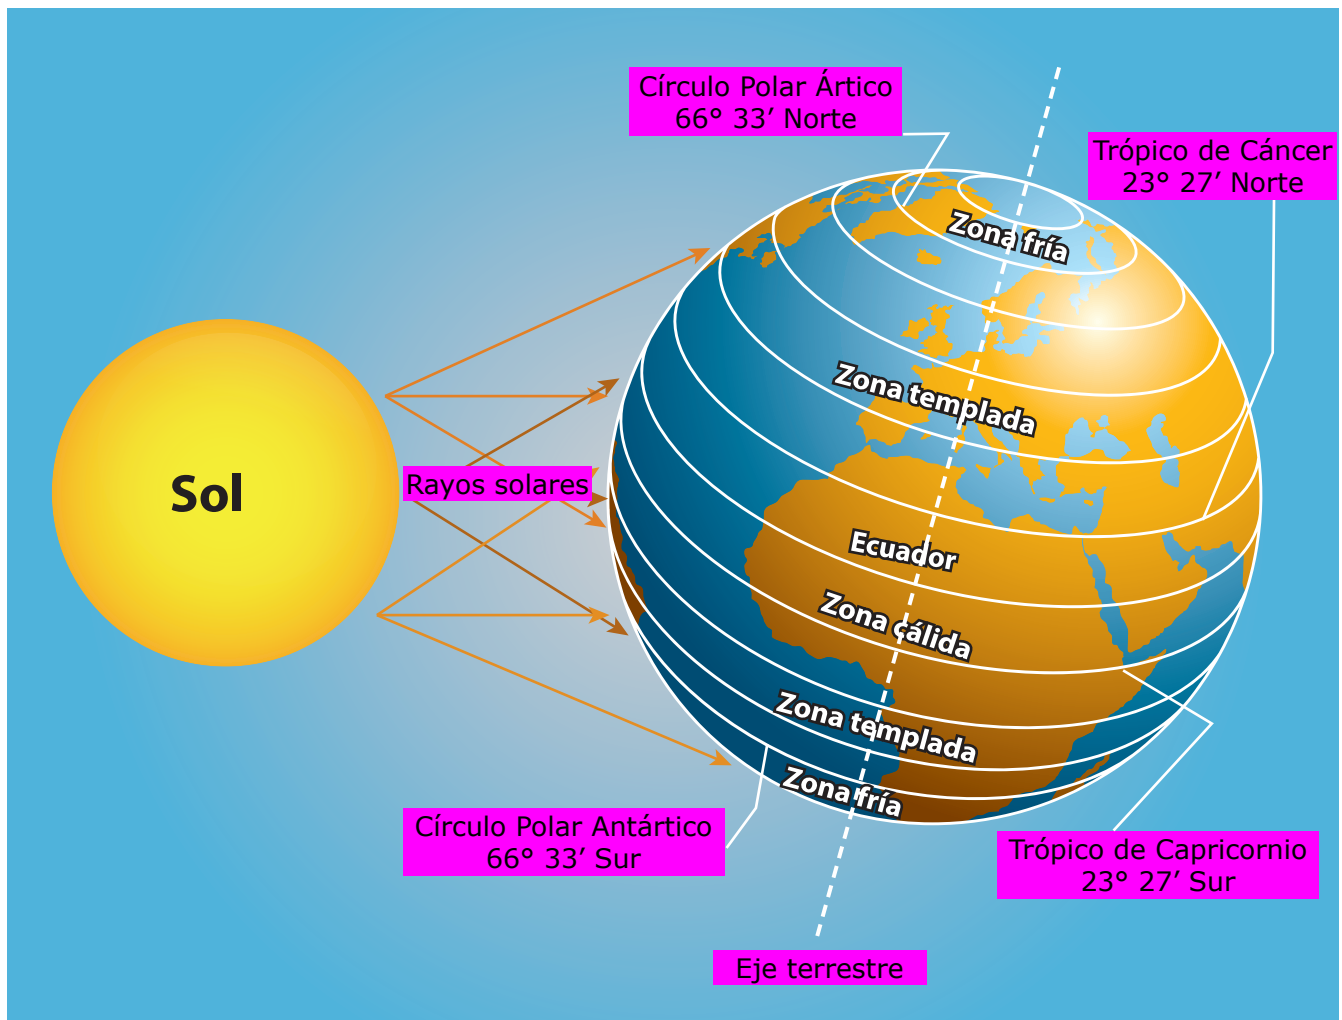 Círculo Polar Ártico
66° 33’ Norte
Trópico de Cáncer
23° 27’ Norte
Zona fría
Zona templada
Sol
Rayos solares
Ecuador
Zona cálida
Zona templada
Zona fría
Círculo Polar Antártico
66° 33’ Sur
Trópico de Capricornio
23° 27’ Sur
Eje terrestre